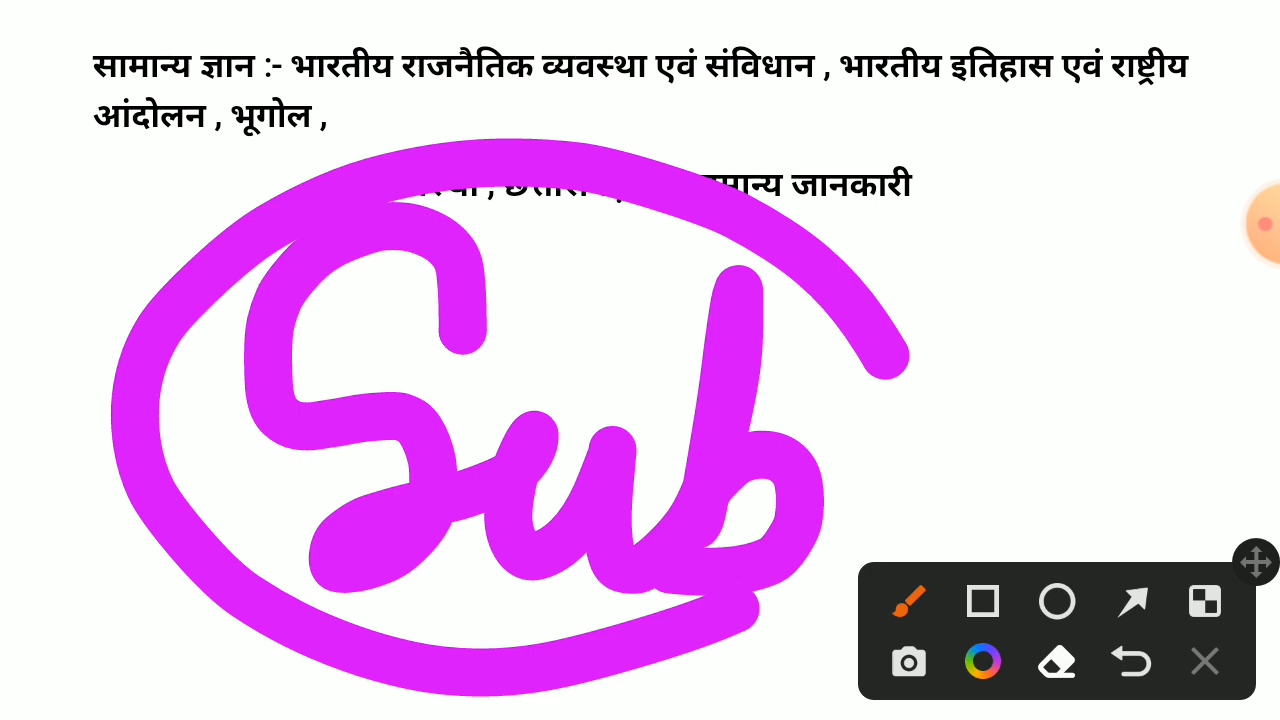 सामान्य ज्ञान :- भारतीय राजनैतिक व्यवस्था एवं संविधान , भारतीय इतिहास एवं राष्ट्रीय
आंदोलन , भूगोल ,
जानकारी
Sub